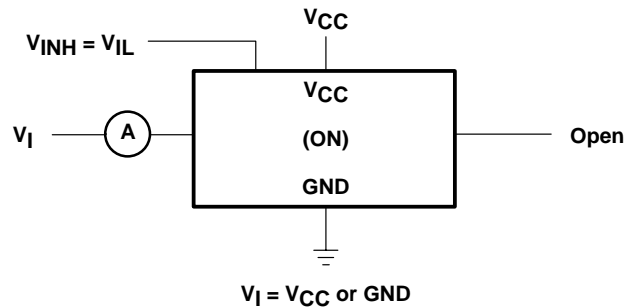 VCC
VINH = VIL
VCC
VI
A
(ON)
Open
GND
VI = VCC or GND